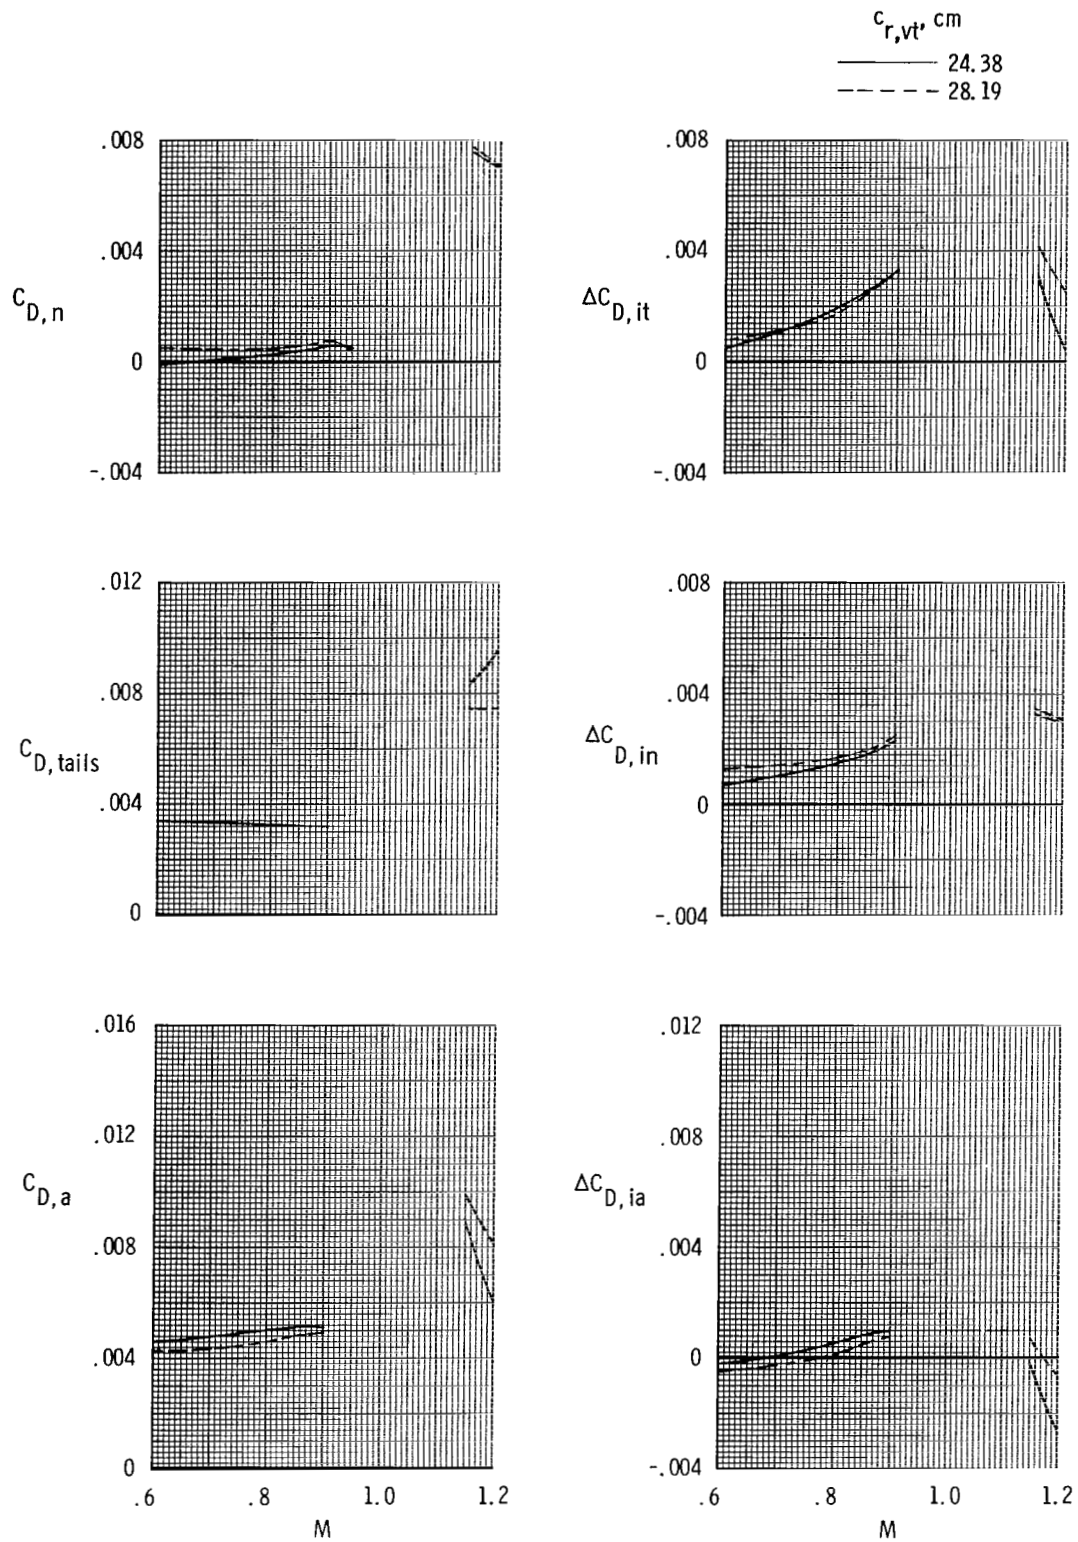 c_r,vt, cm
24.38
28.19
.008
.004
C_D,n
0
-.004
.008
.004
ΔC_D,it
0
-.004
.012
.008
C_D,tails
.004
0
.008
.004
ΔC_D,in
0
-.004
.016
.012
C_D,a
.008
.004
0
.6 .8 1.0 1.2
M
.012
.008
ΔC_D,ia
.004
0
-.004
.6 .8 1.0 1.2
M